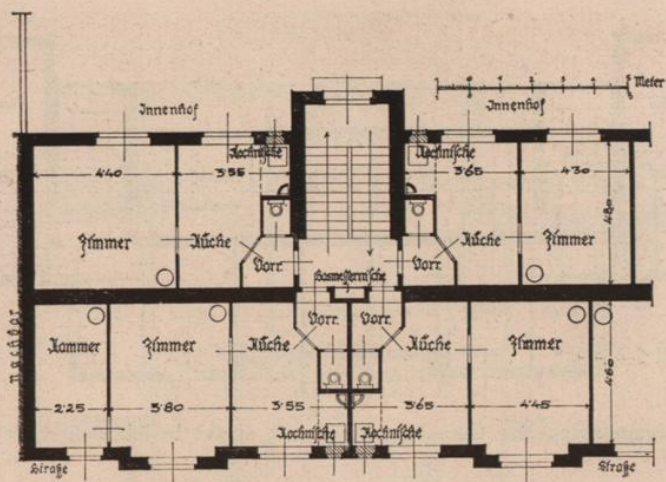 Meter
Innenhof
Innenhof
Kochnische
Kochnische
4·40
3·55
3·65
4·30
4·80
Zimmer
Küche
Vorr.
Vorr.
Küche
Zimmer
Gasmessernische
Nachbar
Kammer
Zimmer
Küche
Vorr.
Vorr.
Küche
Zimmer
4·60
2·25
3·80
3·55
3·65
4·45
Kochnische
Kochnische
Straße
Straße